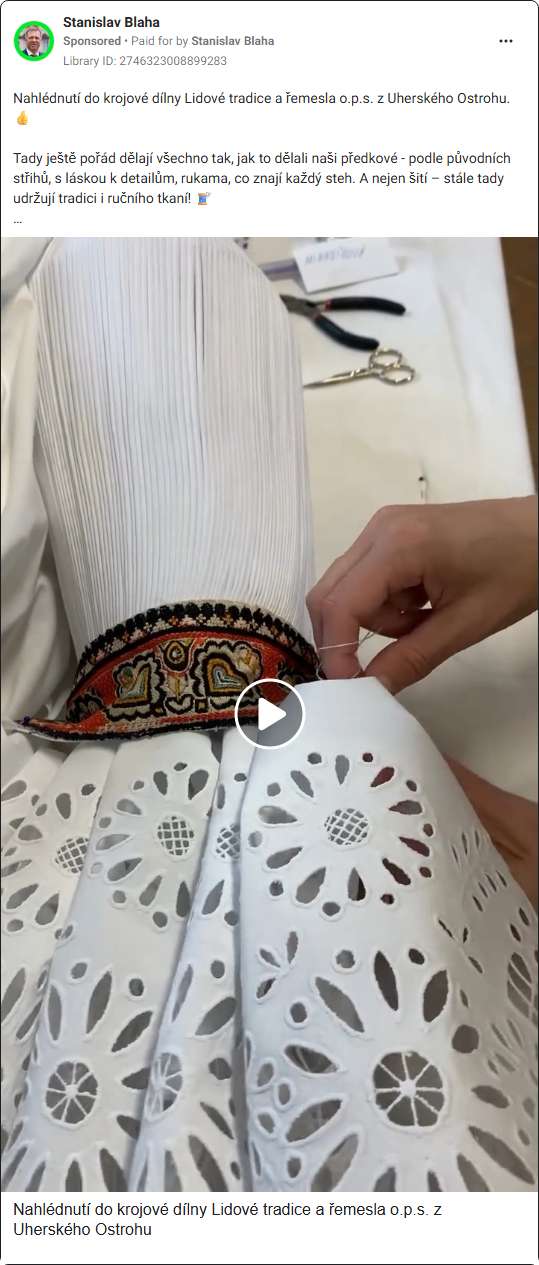 Stanislav Blaha
Sponsored • Paid for by Stanislav Blaha
Library ID: 2746323008899283
Nahlédnutí do krojové dílny Lidové tradice a řemesla o.p.s. z Uherského Ostrohu.
👍
Tady ještě pořád dělají všechno tak, jak to dělali naši předkové - podle původních
střihů, s láskou k detailům, rukama, co znají každý steh. A nejen šití – stále tady
udržují tradici i ručního tkaní! 🧵
...
Nahlédnutí do krojové dílny Lidové tradice a řemesla o.p.s. z
Uherského Ostrohu